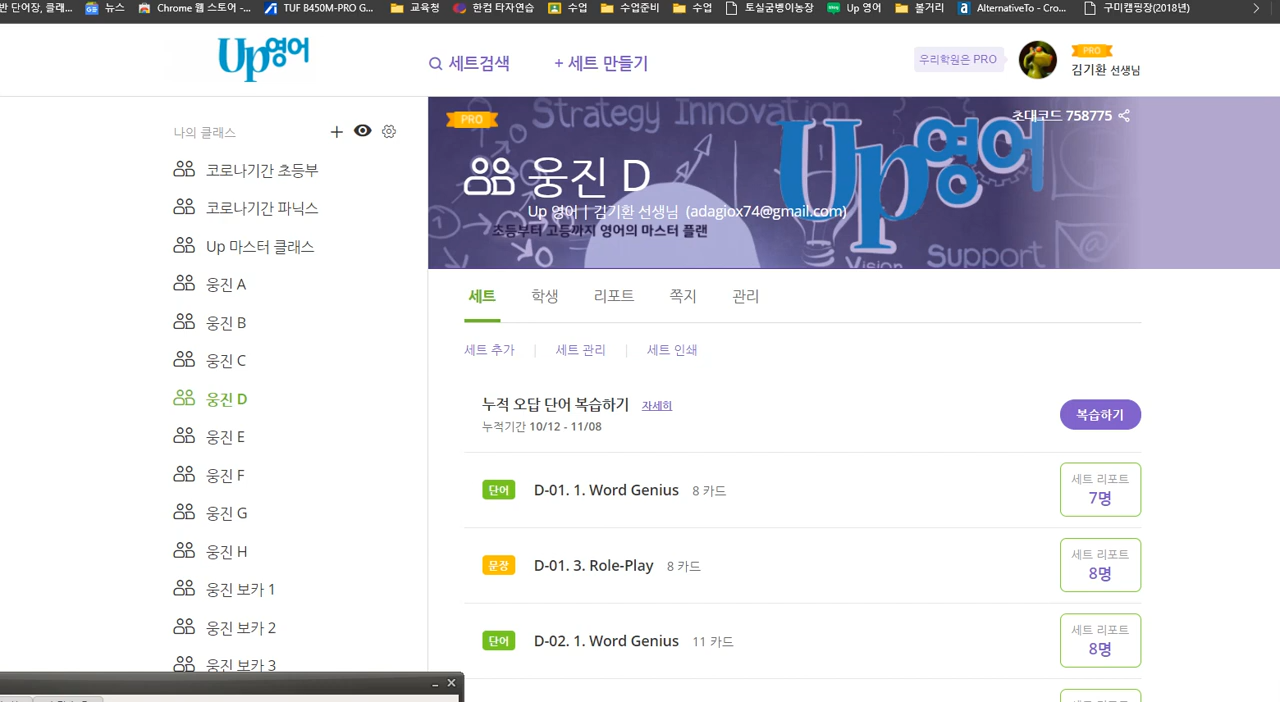 반 단어장, 클래... 뉴스 Chrome 웹 스토어 -... TUF B450M-PRO G... 교육청 한컴 타자연습 수업 수업준비 수업 토실굼벵이농장 Up 영어 볼거리 AlternativeTo - Cro... 구미캠핑장(2018년)
Up영어
세트검색
+ 세트 만들기
우리학원은 PRO
PRO
김기환 선생님
나의 클래스
코로나기간 초등부
코로나기간 파닉스
Up 마스터 클래스
웅진 A
웅진 B
웅진 C
웅진 D
웅진 E
웅진 F
웅진 G
웅진 H
웅진 보카 1
웅진 보카 2
웅진 보카 3
PRO
Strategy Innovation
초대코드 758775
Up영어
웅진 D
Up 영어 | 김기환 선생님 (adagiox74@gmail.com)
초등부터 고등까지 영어의 마스터 플랜
Vision
Support
세트 학생 리포트 쪽지 관리
세트 추가 세트 관리 세트 인쇄
누적 오답 단어 복습하기 자세히
누적기간 10/12 - 11/08
복습하기
단어 D-01. 1. Word Genius 8 카드
세트 리포트
7명
문장 D-01. 3. Role-Play 8 카드
세트 리포트
8명
단어 D-02. 1. Word Genius 11 카드
세트 리포트
8명